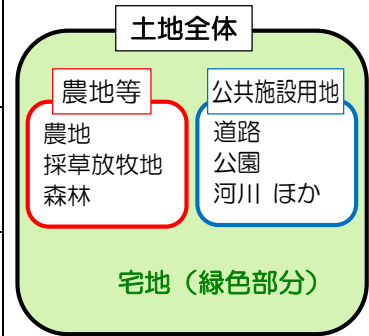 土地全体
農地等
農地
採草放牧地
森林
公共施設用地
道路
公園
河川 ほか
宅地（緑色部分）